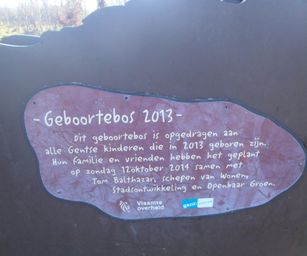 - Geboortebos 2013 -
Dit geboortebos is opgedragen aan
alle Gentse kinderen die in 2013 geboren zijn.
Hun familie en vrienden hebben het geplant
op zondag 12 oktober 2014 samen met
Tom Balthazar, schepen van Wonen,
Stadsontwikkeling en Openbaar Groen.
Vlaamse
overheid
gent